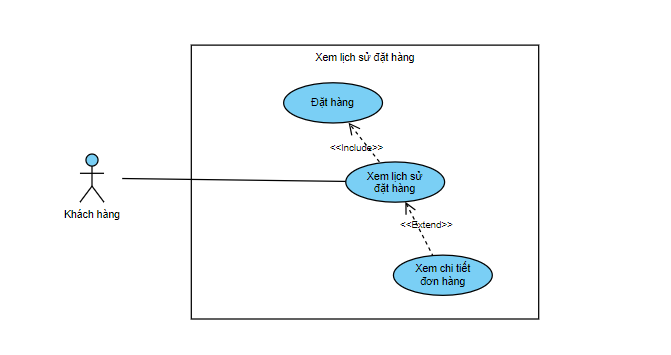 Xem lịch sử đặt hàng
Đặt hàng
<<Include>>
Xem lịch sử
đặt hàng
Khách hàng
<<Extend>>
Xem chi tiết
đơn hàng